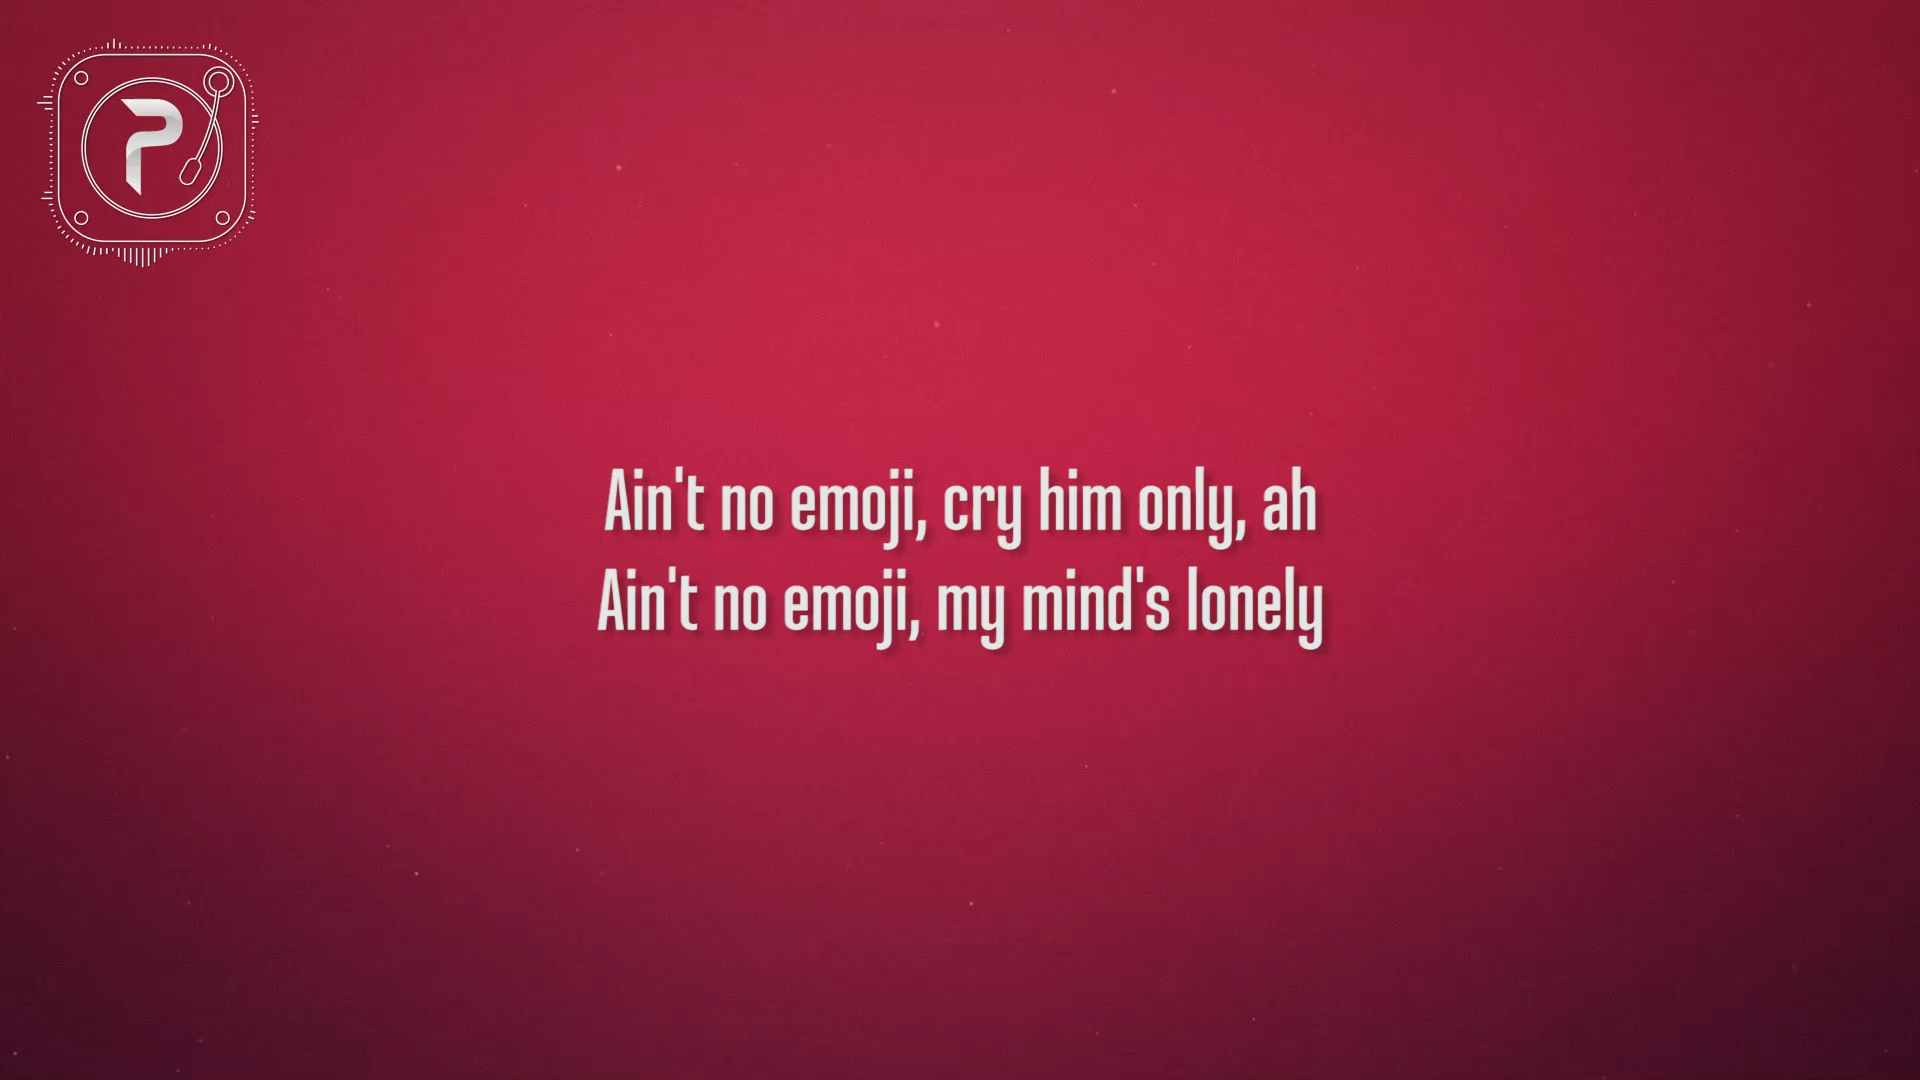 P
Ain't no emoji, cry him only, ah
Ain't no emoji, my mind's lonely